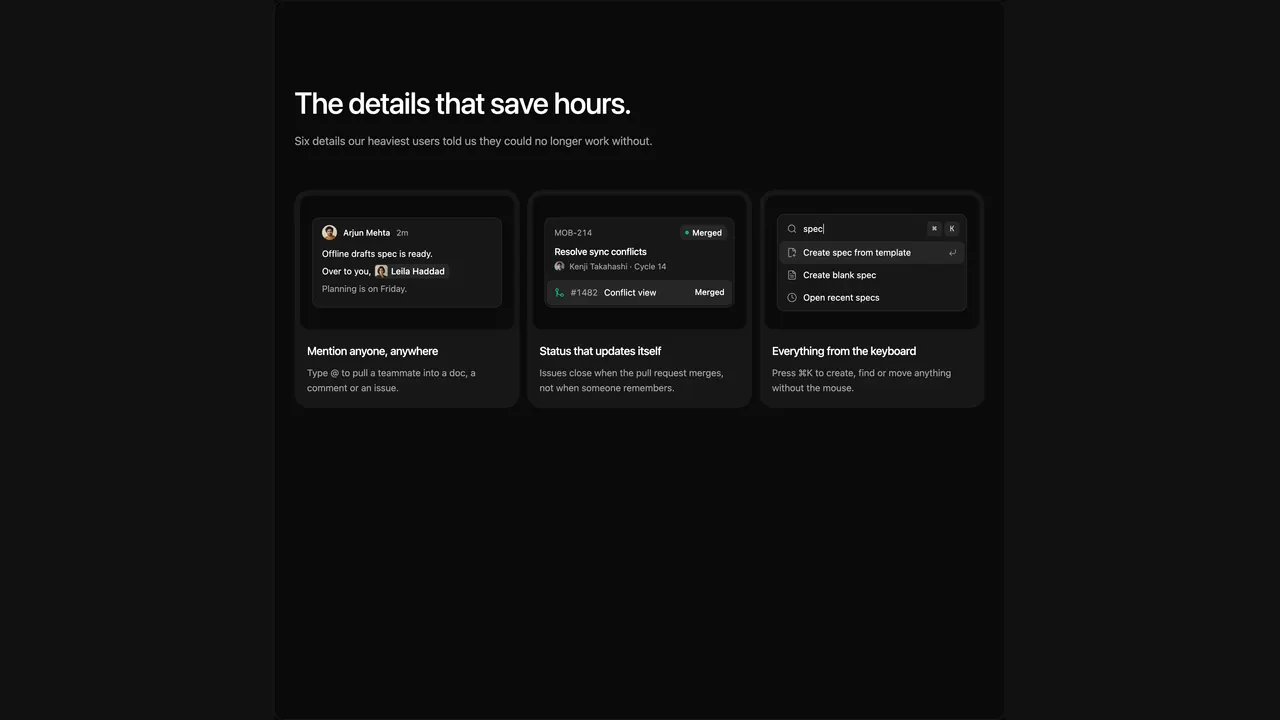 The details that save hours.
Six details our heaviest users told us they could no longer work without.
Arjun Mehta 2m
Offline drafts spec is ready.
Over to you, Leila Haddad
Planning is on Friday.
Mention anyone, anywhere
Type @ to pull a teammate into a doc, a
comment or an issue.
MOB-214 Merged
Resolve sync conflicts
Kenji Takahashi · Cycle 14
#1482 Conflict view Merged
Status that updates itself
Issues close when the pull request merges,
not when someone remembers.
spec ⌘ K
Create spec from template
Create blank spec
Open recent specs
Everything from the keyboard
Press ⌘K to create, find or move anything
without the mouse.